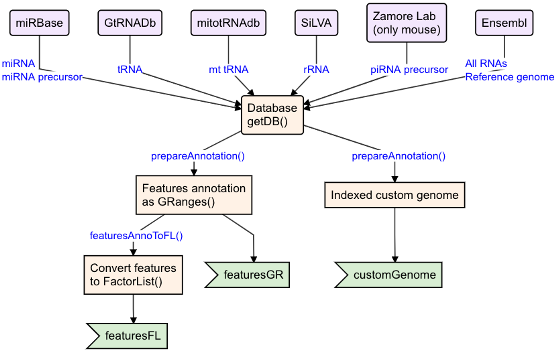 miRBase
GtRNADb
mitotRNAdb
SiLVA
Zamore Lab
(only mouse)
Ensembl
miRNA
miRNA precursor
tRNA
mt tRNA
rRNA
piRNA precursor
All RNAs
Reference genome
Database
getDB()
prepareAnnotation()
prepareAnnotation()
Features annotation
as GRanges()
Indexed custom genome
featuresAnnoToFL()
Convert features
to FactorList()
featuresGR
customGenome
featuresFL